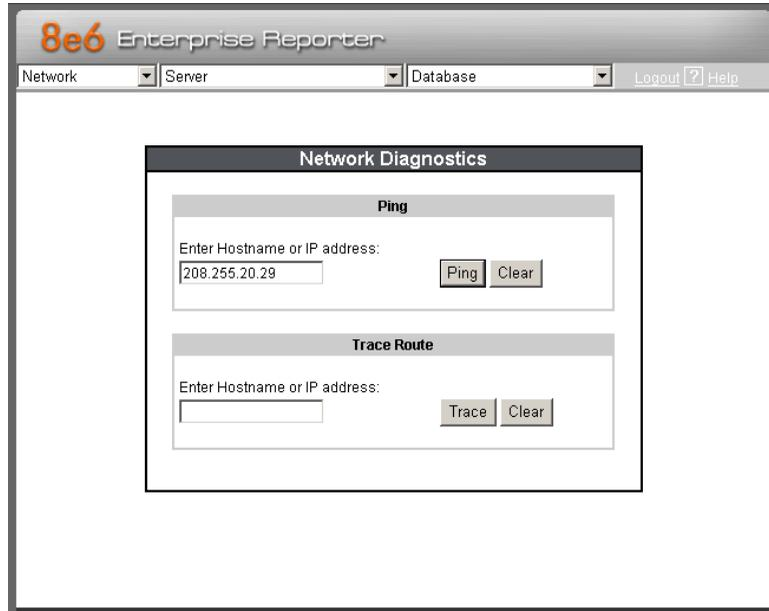 8e6 Enterprise Reporter
Network Server Database Logout ? Help
Network Diagnostics
Ping
Enter Hostname or IP address:
208.255.20.29 Ping Clear
Trace Route
Enter Hostname or IP address:
Trace Clear